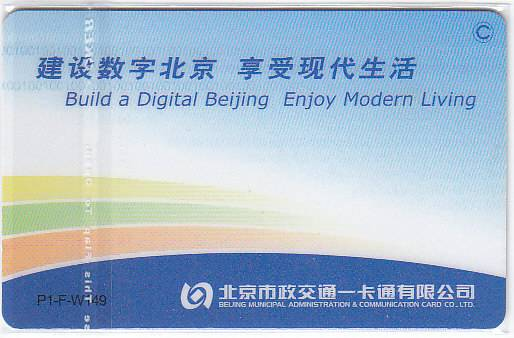 Ⓒ
建设数字北京 享受现代生活
Build a Digital Beijing Enjoy Modern Living
P1-F-W149
北京市政交通一卡通有限公司
BEIJING MUNICIPAL ADMINISTRATION & COMMUNICATION CARD CO.,LTD.